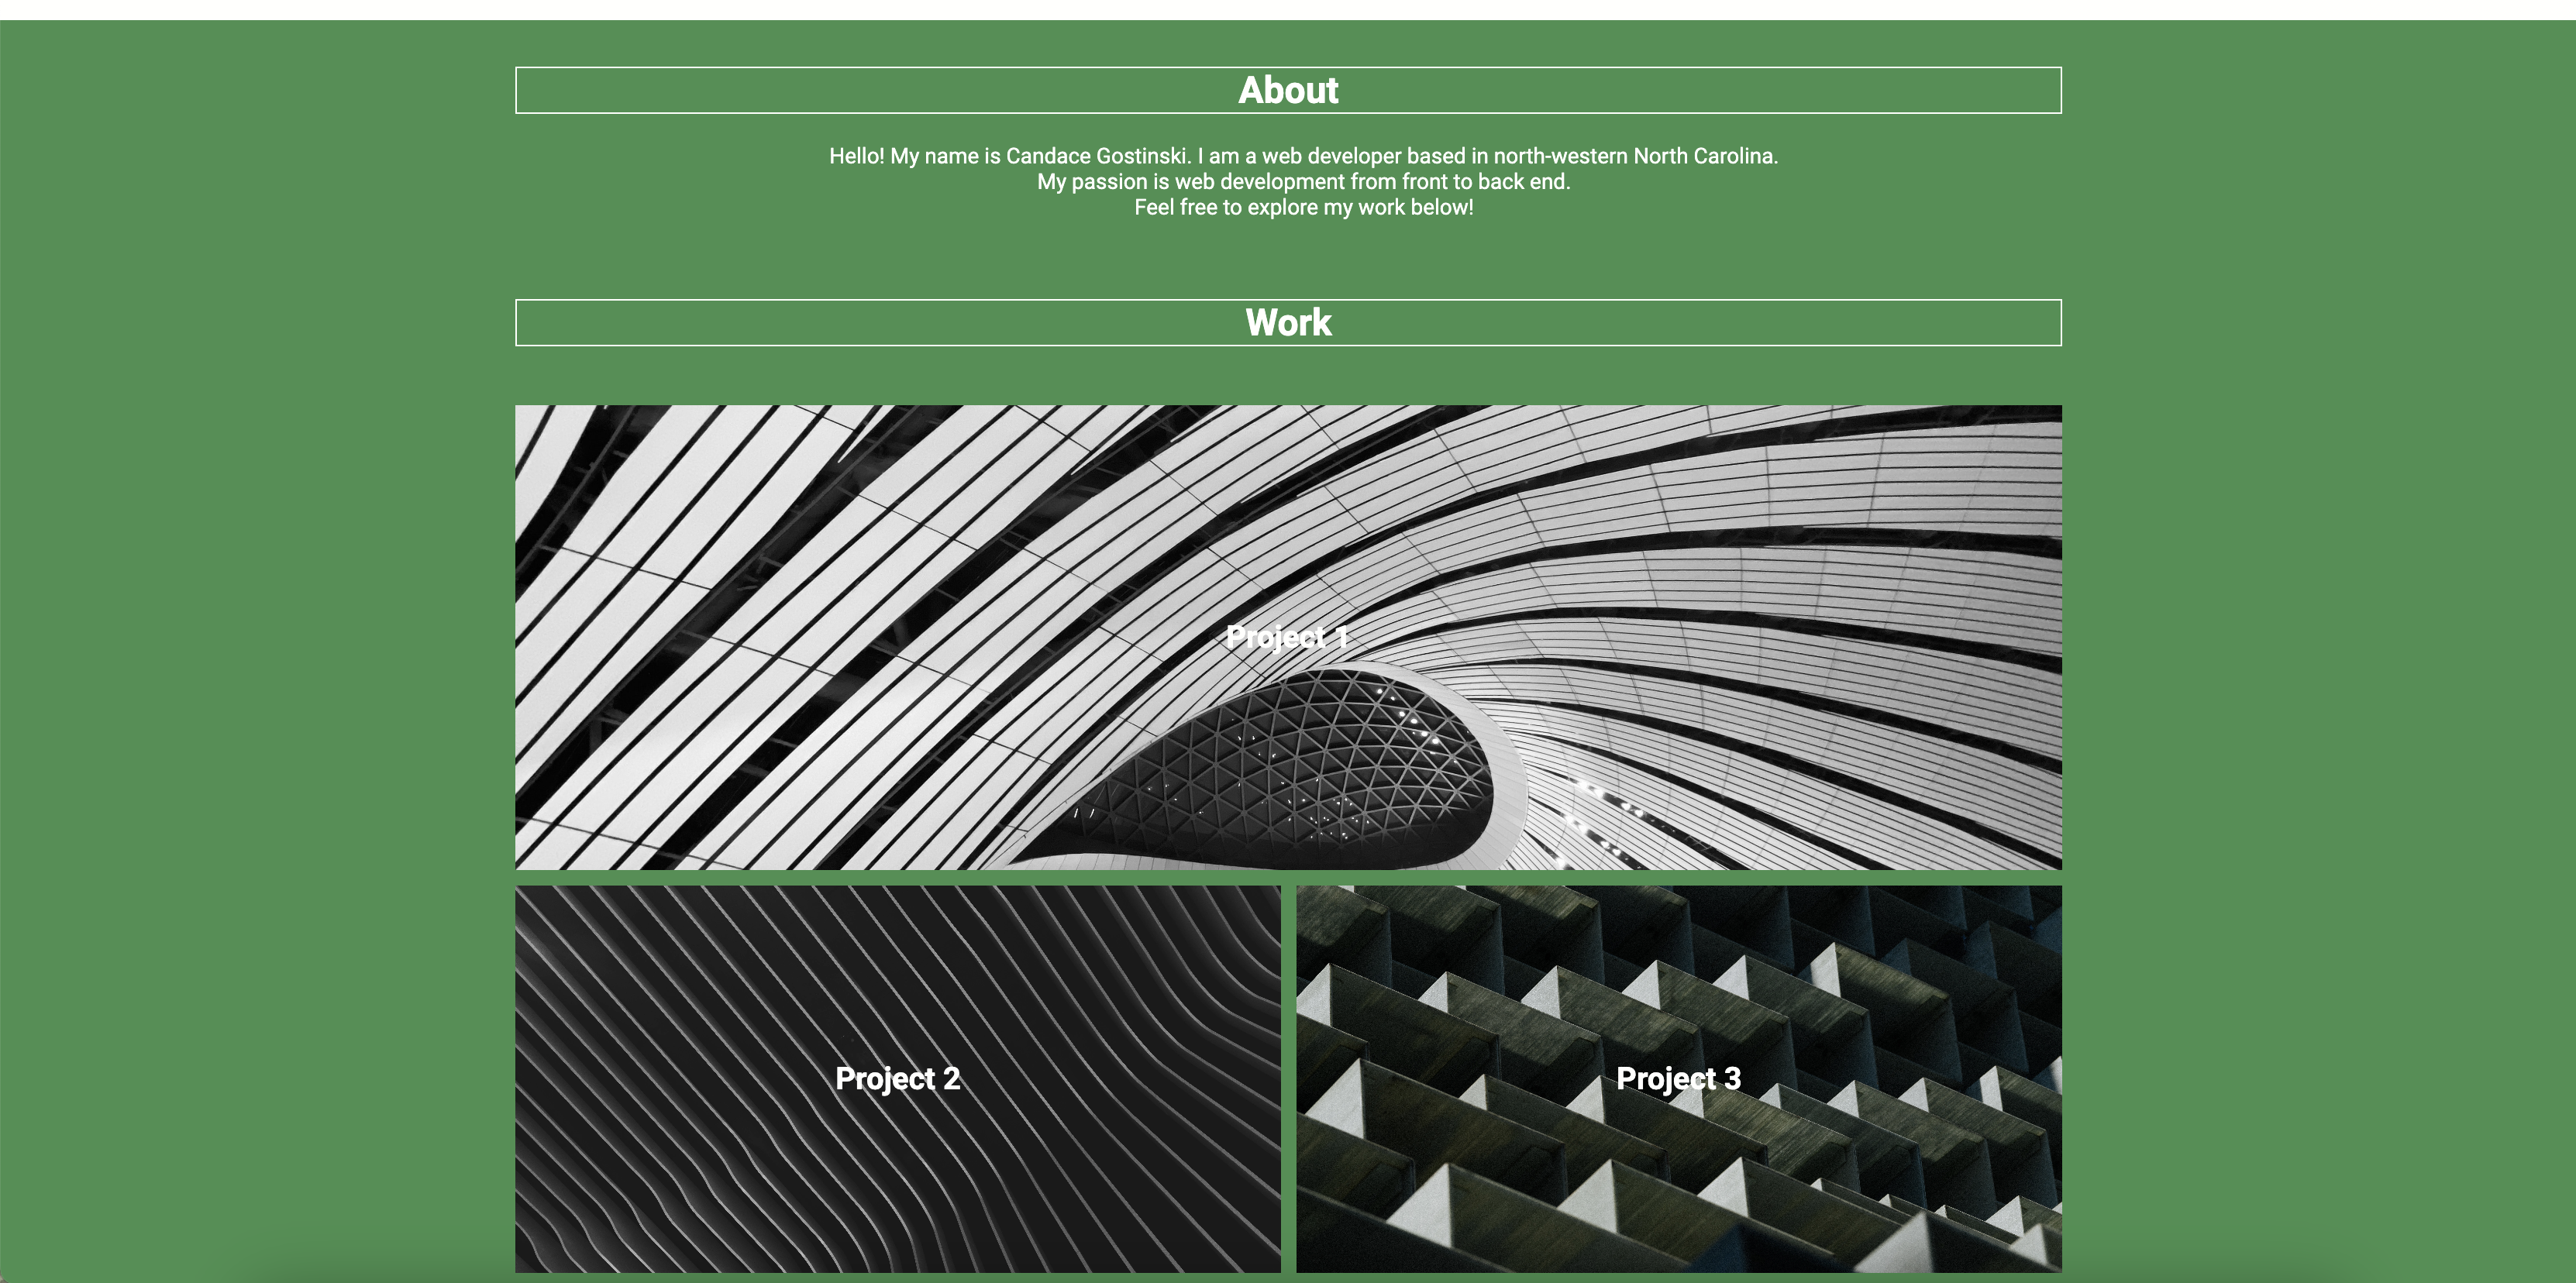 About
Hello! My name is Candace Gostinski. I am a web developer based in north-western North Carolina.
My passion is web development from front to back end.
Feel free to explore my work below!
Work
Project 1
Project 2
Project 3